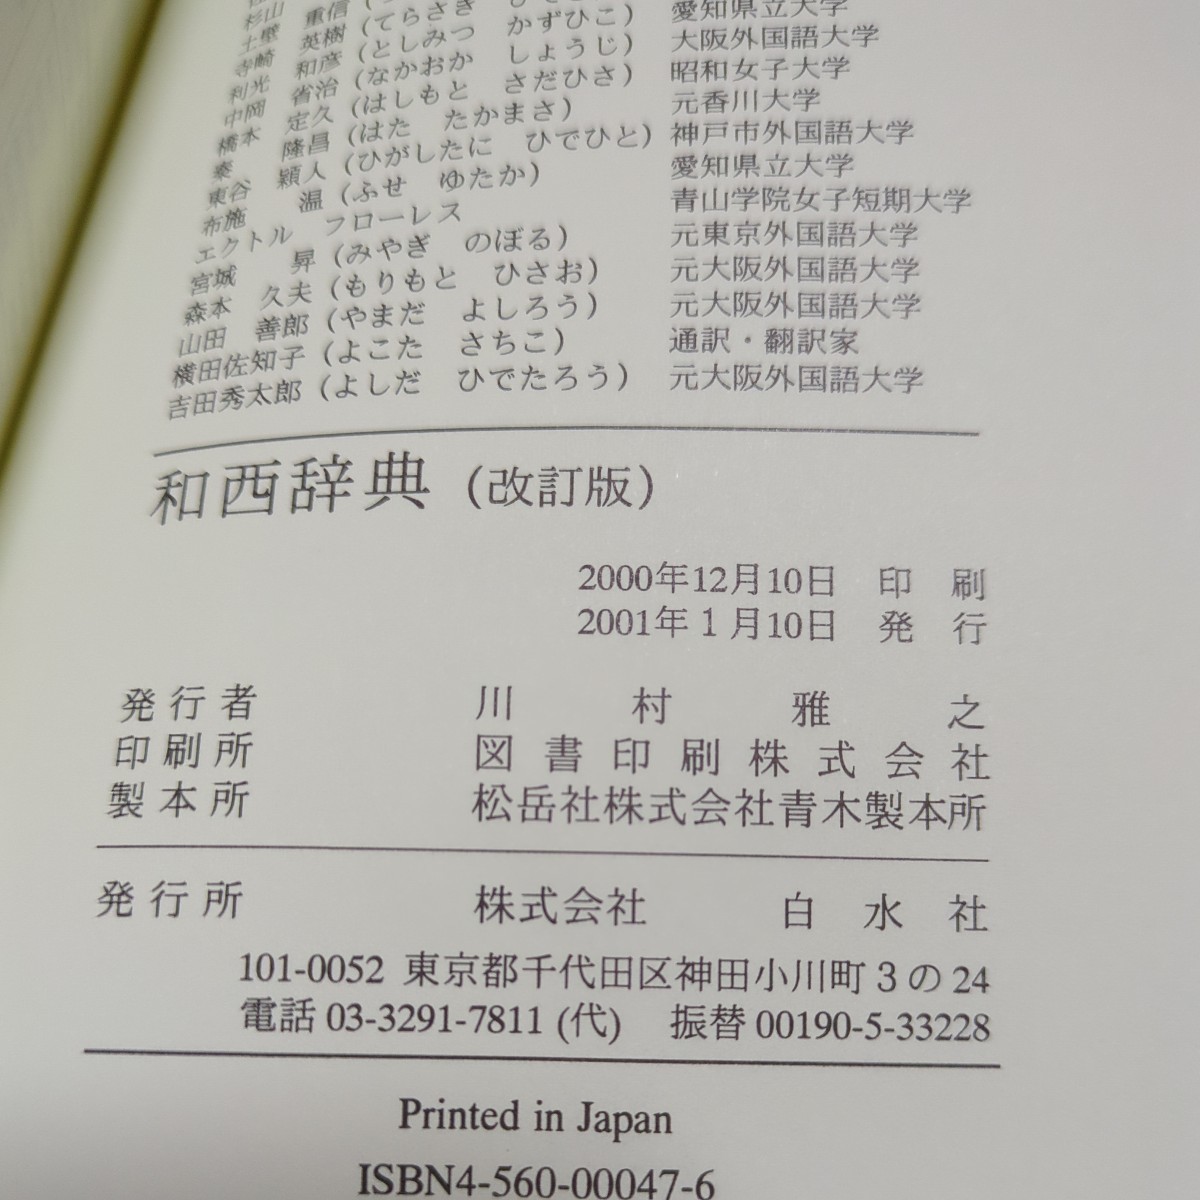 杉山　重信
土壁　英樹
寺崎　和彦 (としみつ　かずひこ)　愛知県立大学
利光　省治 (なかおか　しょうじ)　大阪外国語大学
中岡　定久 (はしもと　さだひさ)　昭和女子大学
橋本　隆昌 (はた　たかまさ)　元香川大学
秦　穎人 (ひがしたに　ひでひと)　神戸市外国語大学
東谷　温 (ふせ　ゆたか)　愛知県立大学
布施　青山学院女子短期大学
エクトル　フローレス　元東京外国語大学
宮城　昇 (みやぎ　のぼる)　元大阪外国語大学
森本　久夫 (もりもと　ひさお)　元大阪外国語大学
山田　善郎 (やまだ　よしろう)
横田佐知子 (よこた　さちこ)　通訳・翻訳家
吉田秀太郎 (よしだ　ひでたろう)　元大阪外国語大学
和西辞典 (改訂版)
2000年12月10日　印　刷
2001年 1 月10日　発　行
発行者　川村雅之
印刷所　図書印刷株式会社
製本所　松岳社株式会社青木製本所
発行所　株式会社　白水社
101-0052 東京都千代田区神田小川町 3 の 24
電話 03-3291-7811 (代)　振替 00190-5-33228
Printed in Japan
ISBN4-560-00047-6